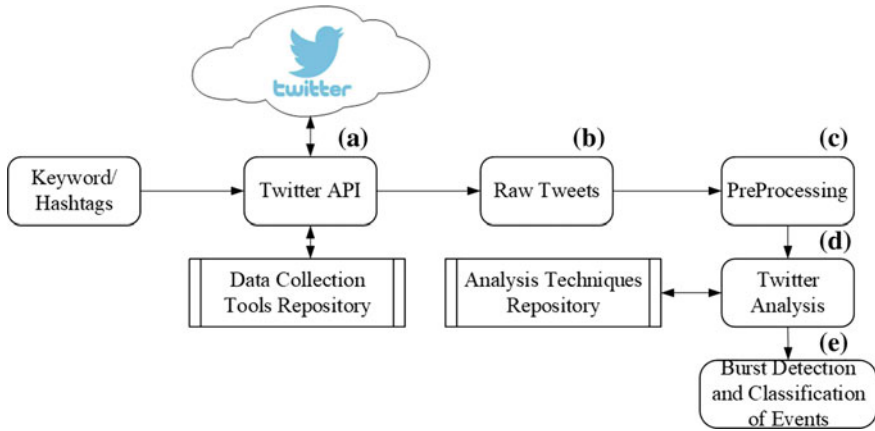 twitter
(a)
(b)
(c)
Keyword/
Hashtags
Twitter API
Raw Tweets
PreProcessing
(d)
Data Collection
Tools Repository
Analysis Techniques
Repository
Twitter
Analysis
(e)
Burst Detection
and Classification
of Events